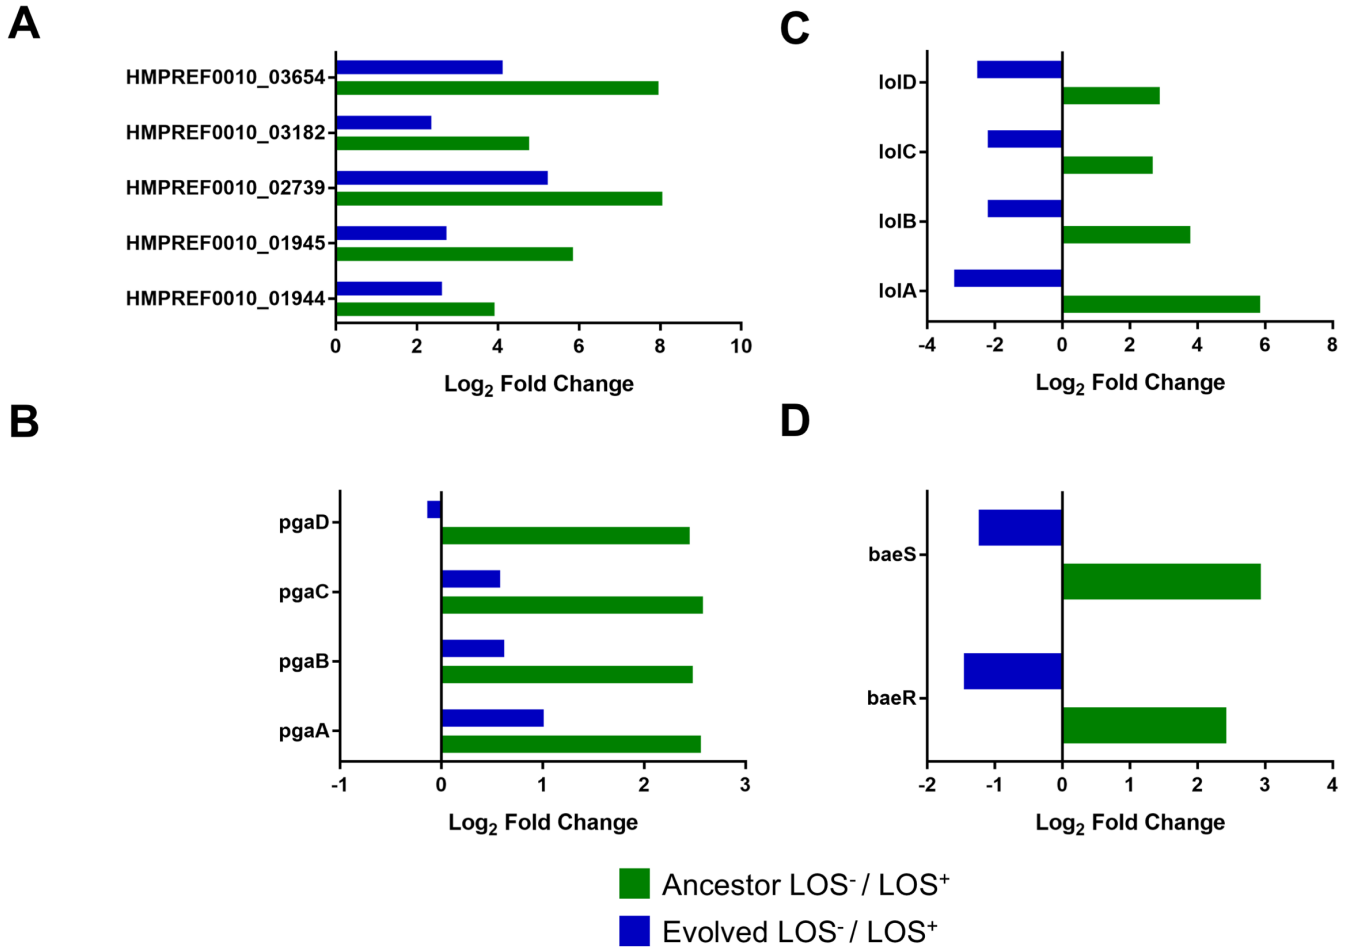 A
HMPREF0010_03654
HMPREF0010_03182
HMPREF0010_02739
HMPREF0010_01945
HMPREF0010_01944
0 2 4 6 8 10
Log2 Fold Change
C
lolD
lolC
lolB
lolA
-4 -2 0 2 4 6 8
Log2 Fold Change
B
pgaD
pgaC
pgaB
pgaA
-1 0 1 2 3
Log2 Fold Change
D
baeS
baeR
-2 -1 0 1 2 3 4
Log2 Fold Change
Ancestor LOS- / LOS+
Evolved LOS- / LOS+